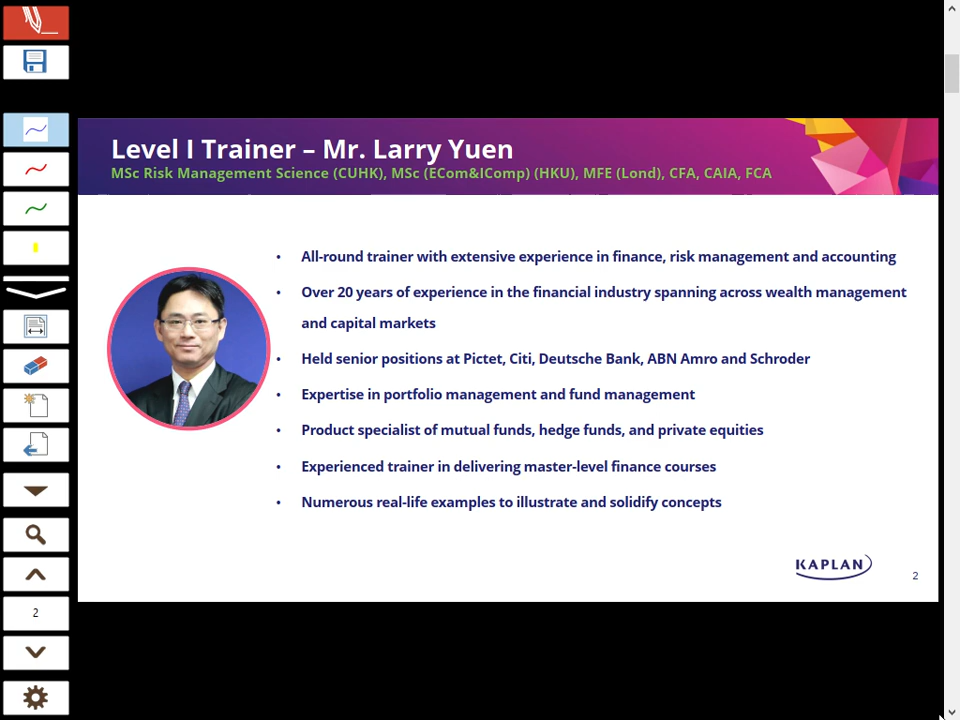 Level I Trainer – Mr. Larry Yuen
MSc Risk Management Science (CUHK), MSc (ECom&IComp) (HKU), MFE (Lond), CFA, CAIA, FCA
• All-round trainer with extensive experience in finance, risk management and accounting
• Over 20 years of experience in the financial industry spanning across wealth management
and capital markets
• Held senior positions at Pictet, Citi, Deutsche Bank, ABN Amro and Schroder
• Expertise in portfolio management and fund management
• Product specialist of mutual funds, hedge funds, and private equities
• Experienced trainer in delivering master-level finance courses
• Numerous real-life examples to illustrate and solidify concepts
KAPLAN
2
2